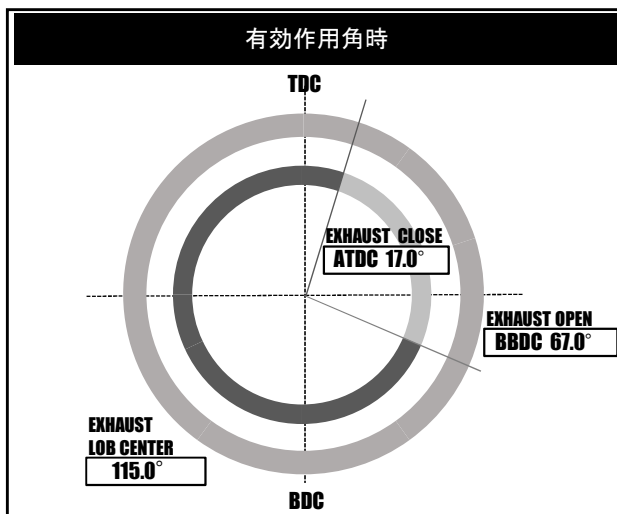 有効作用角時
TDC
EXHAUST CLOSE
ATDC 17.0°
EXHAUST OPEN
BBDC 67.0°
EXHAUST
LOB CENTER
115.0°
BDC